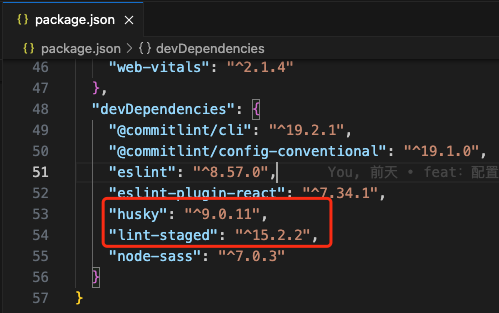 package.json ×
package.json > {} devDependencies
46 "web-vitals": "^2.1.4"
47 },
48 "devDependencies": {
49 "@commitlint/cli": "^19.2.1",
50 "@commitlint/config-conventional": "^19.1.0",
51 "eslint": "^8.57.0", You, 前天 • feat: 配置
52 "eslint-plugin-react": "^7.34.1",
53 "husky": "^9.0.11",
54 "lint-staged": "^15.2.2",
55 "node-sass": "^7.0.3"
56 }
57 }